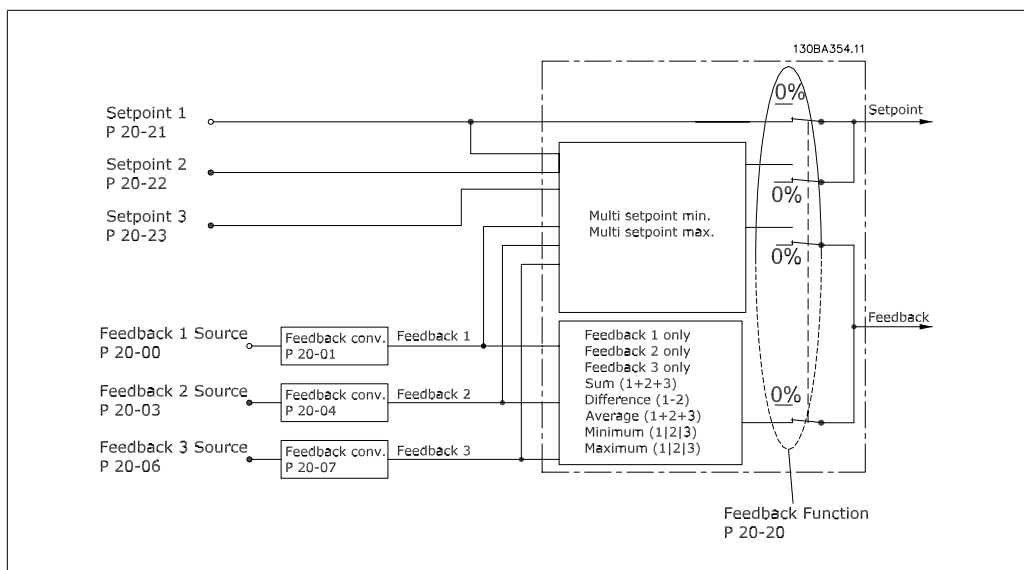 130BA354.11
0%
Setpoint 1
P 20-21
Setpoint
Setpoint 2
P 20-22
0%
Setpoint 3
P 20-23
Multi setpoint min.
Multi setpoint max.
0%
Feedback
Feedback 1 Source
P 20-00
Feedback conv.
P 20-01
Feedback 1
Feedback 2 Source
P 20-03
Feedback conv.
P 20-04
Feedback 2
Feedback 3 Source
P 20-06
Feedback conv.
P 20-07
Feedback 3
Feedback 1 only
Feedback 2 only
Feedback 3 only
Sum (1+2+3)
Difference (1-2)
Average (1+2+3)
Minimum (1|2|3)
Maximum (1|2|3)
0%
Feedback Function
P 20-20